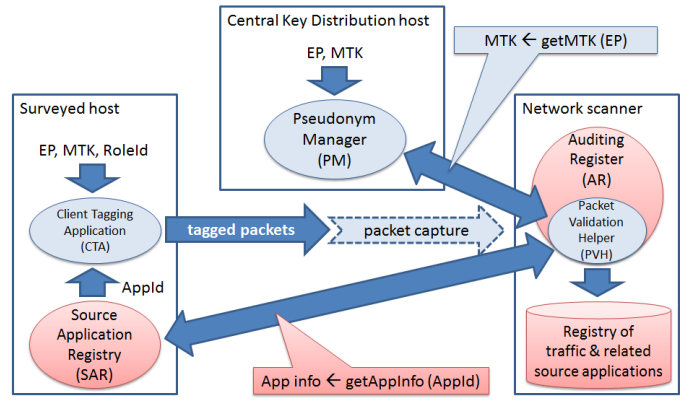 Central Key Distribution host
EP, MTK
Pseudonym
Manager
(PM)
MTK ← getMTK (EP)
Surveyed host
EP, MTK, RoleId
Client Tagging
Application
(CTA)
AppId
Source
Application
Registry
(SAR)
tagged packets
packet capture
Network scanner
Auditing
Register
(AR)
Packet
Validation
Helper
(PVH)
Registry of
traffic & related
source applications
App info ← getAppInfo (AppId)